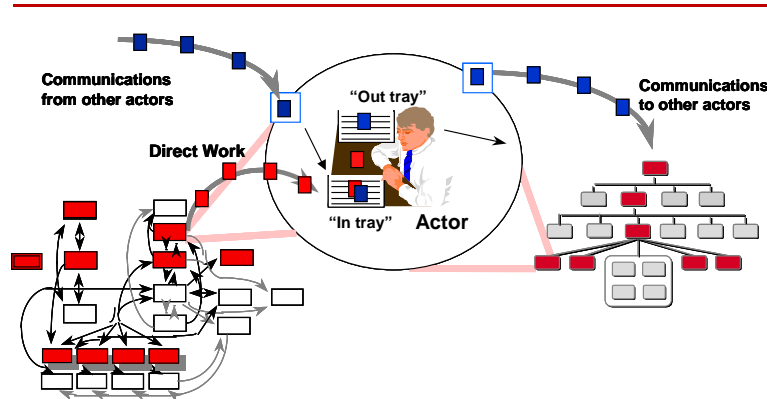 Communications
from other actors
“Out tray”
Communications
to other actors
Direct Work
“In tray”
Actor